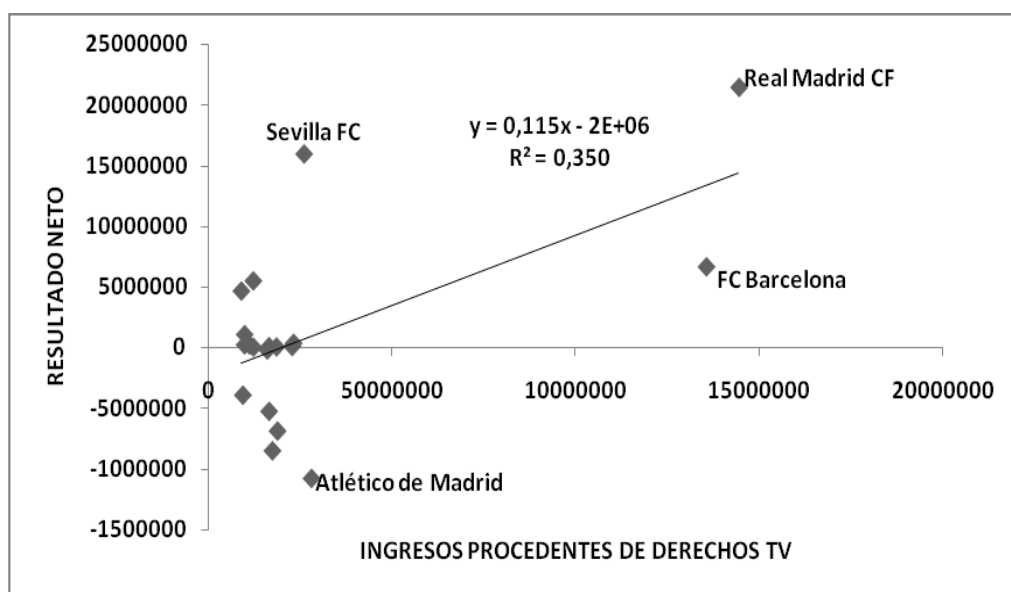 25000000
20000000
15000000
10000000
5000000
0
-5000000
-1000000
-1500000
RESULTADO NETO
Real Madrid CF
Sevilla FC
y = 0,115x - 2E+06
R² = 0,350
FC Barcelona
0 50000000 10000000 15000000 20000000
Atlético de Madrid
INGRESOS PROCEDENTES DE DERECHOS TV